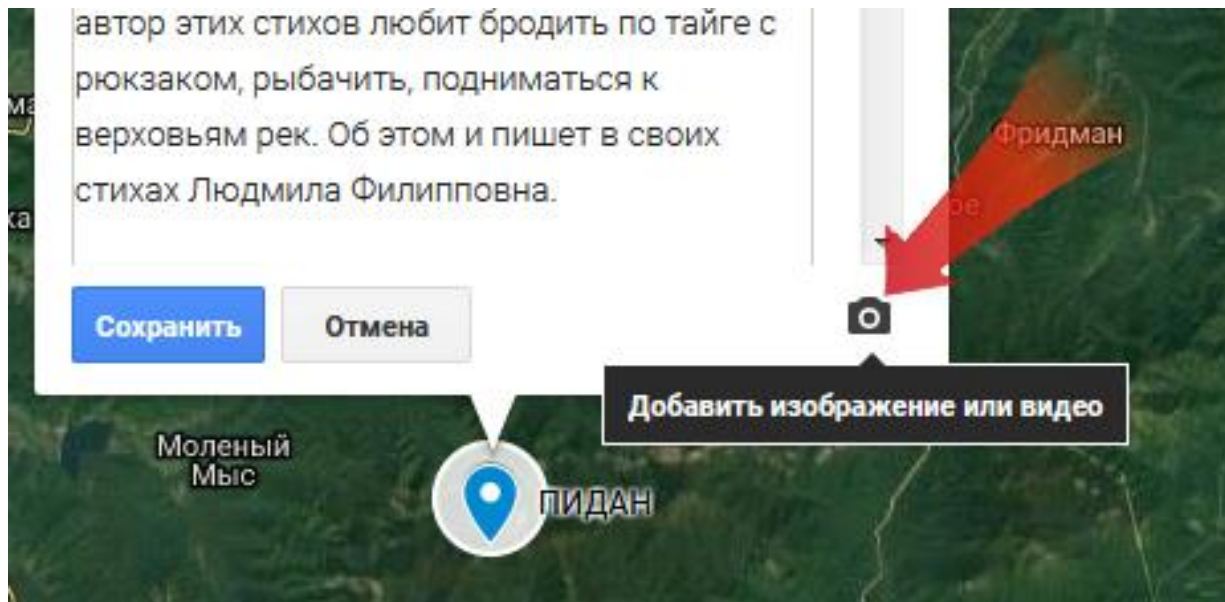 автор этих стихов любит бродить по тайге с
рюкзаком, рыбачить, подниматься к
верховьям рек. Об этом и пишет в своих
стихах Людмила Филипповна.
Фридман
Сохранить
Отмена
Добавить изображение или видео
Моленый
Мыс
ПИДАН